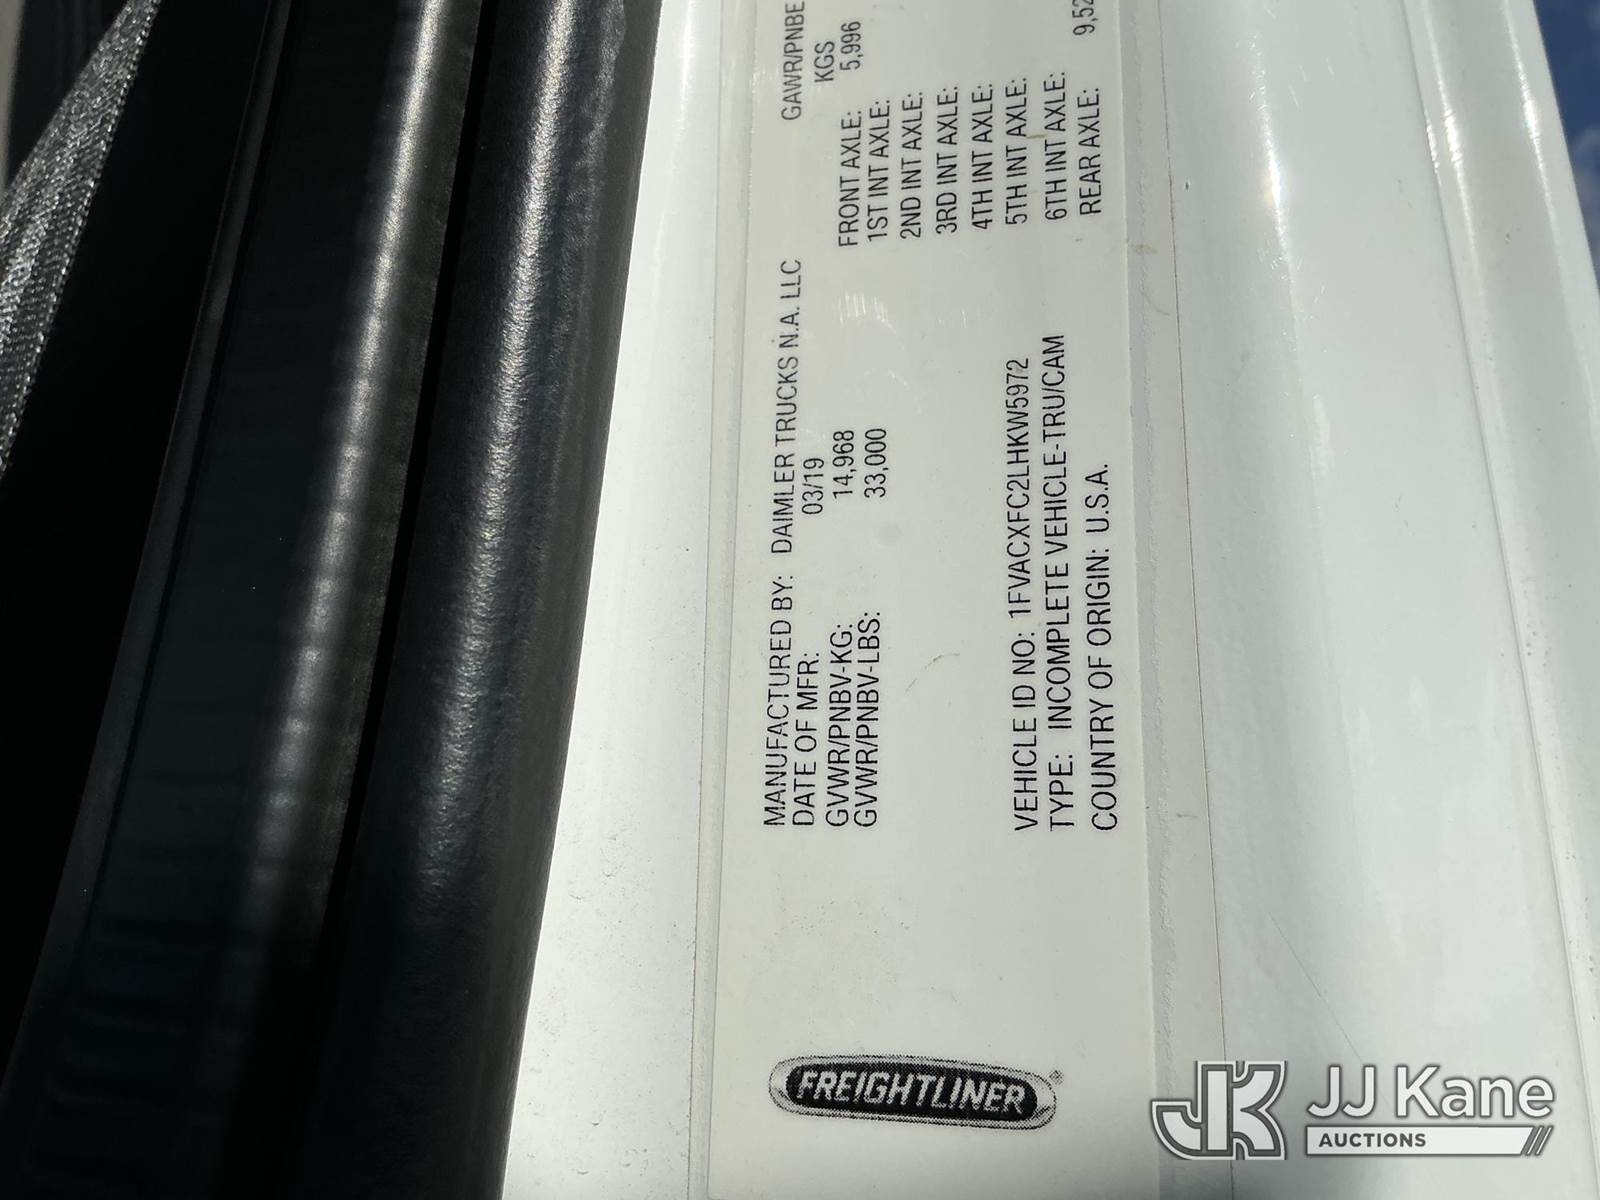 FREIGHTLINER®
MANUFACTURED BY: DAIMLER TRUCKS N.A. LLC
DATE OF MFR: 03/19
GVWR/PNBV-KG: 14,968
GVWR/PNBV-LBS: 33,000
VEHICLE ID NO: 1FVACXFC2LHKW5972
TYPE: INCOMPLETE VEHICLE-TRU/CAM
COUNTRY OF ORIGIN: U.S.A.
GAWR/PNBE
KGS
FRONT AXLE: 5,996
1ST INT AXLE:
2ND INT AXLE:
3RD INT AXLE:
4TH INT AXLE:
5TH INT AXLE:
6TH INT AXLE:
REAR AXLE: 9,52
JJ Kane
AUCTIONS